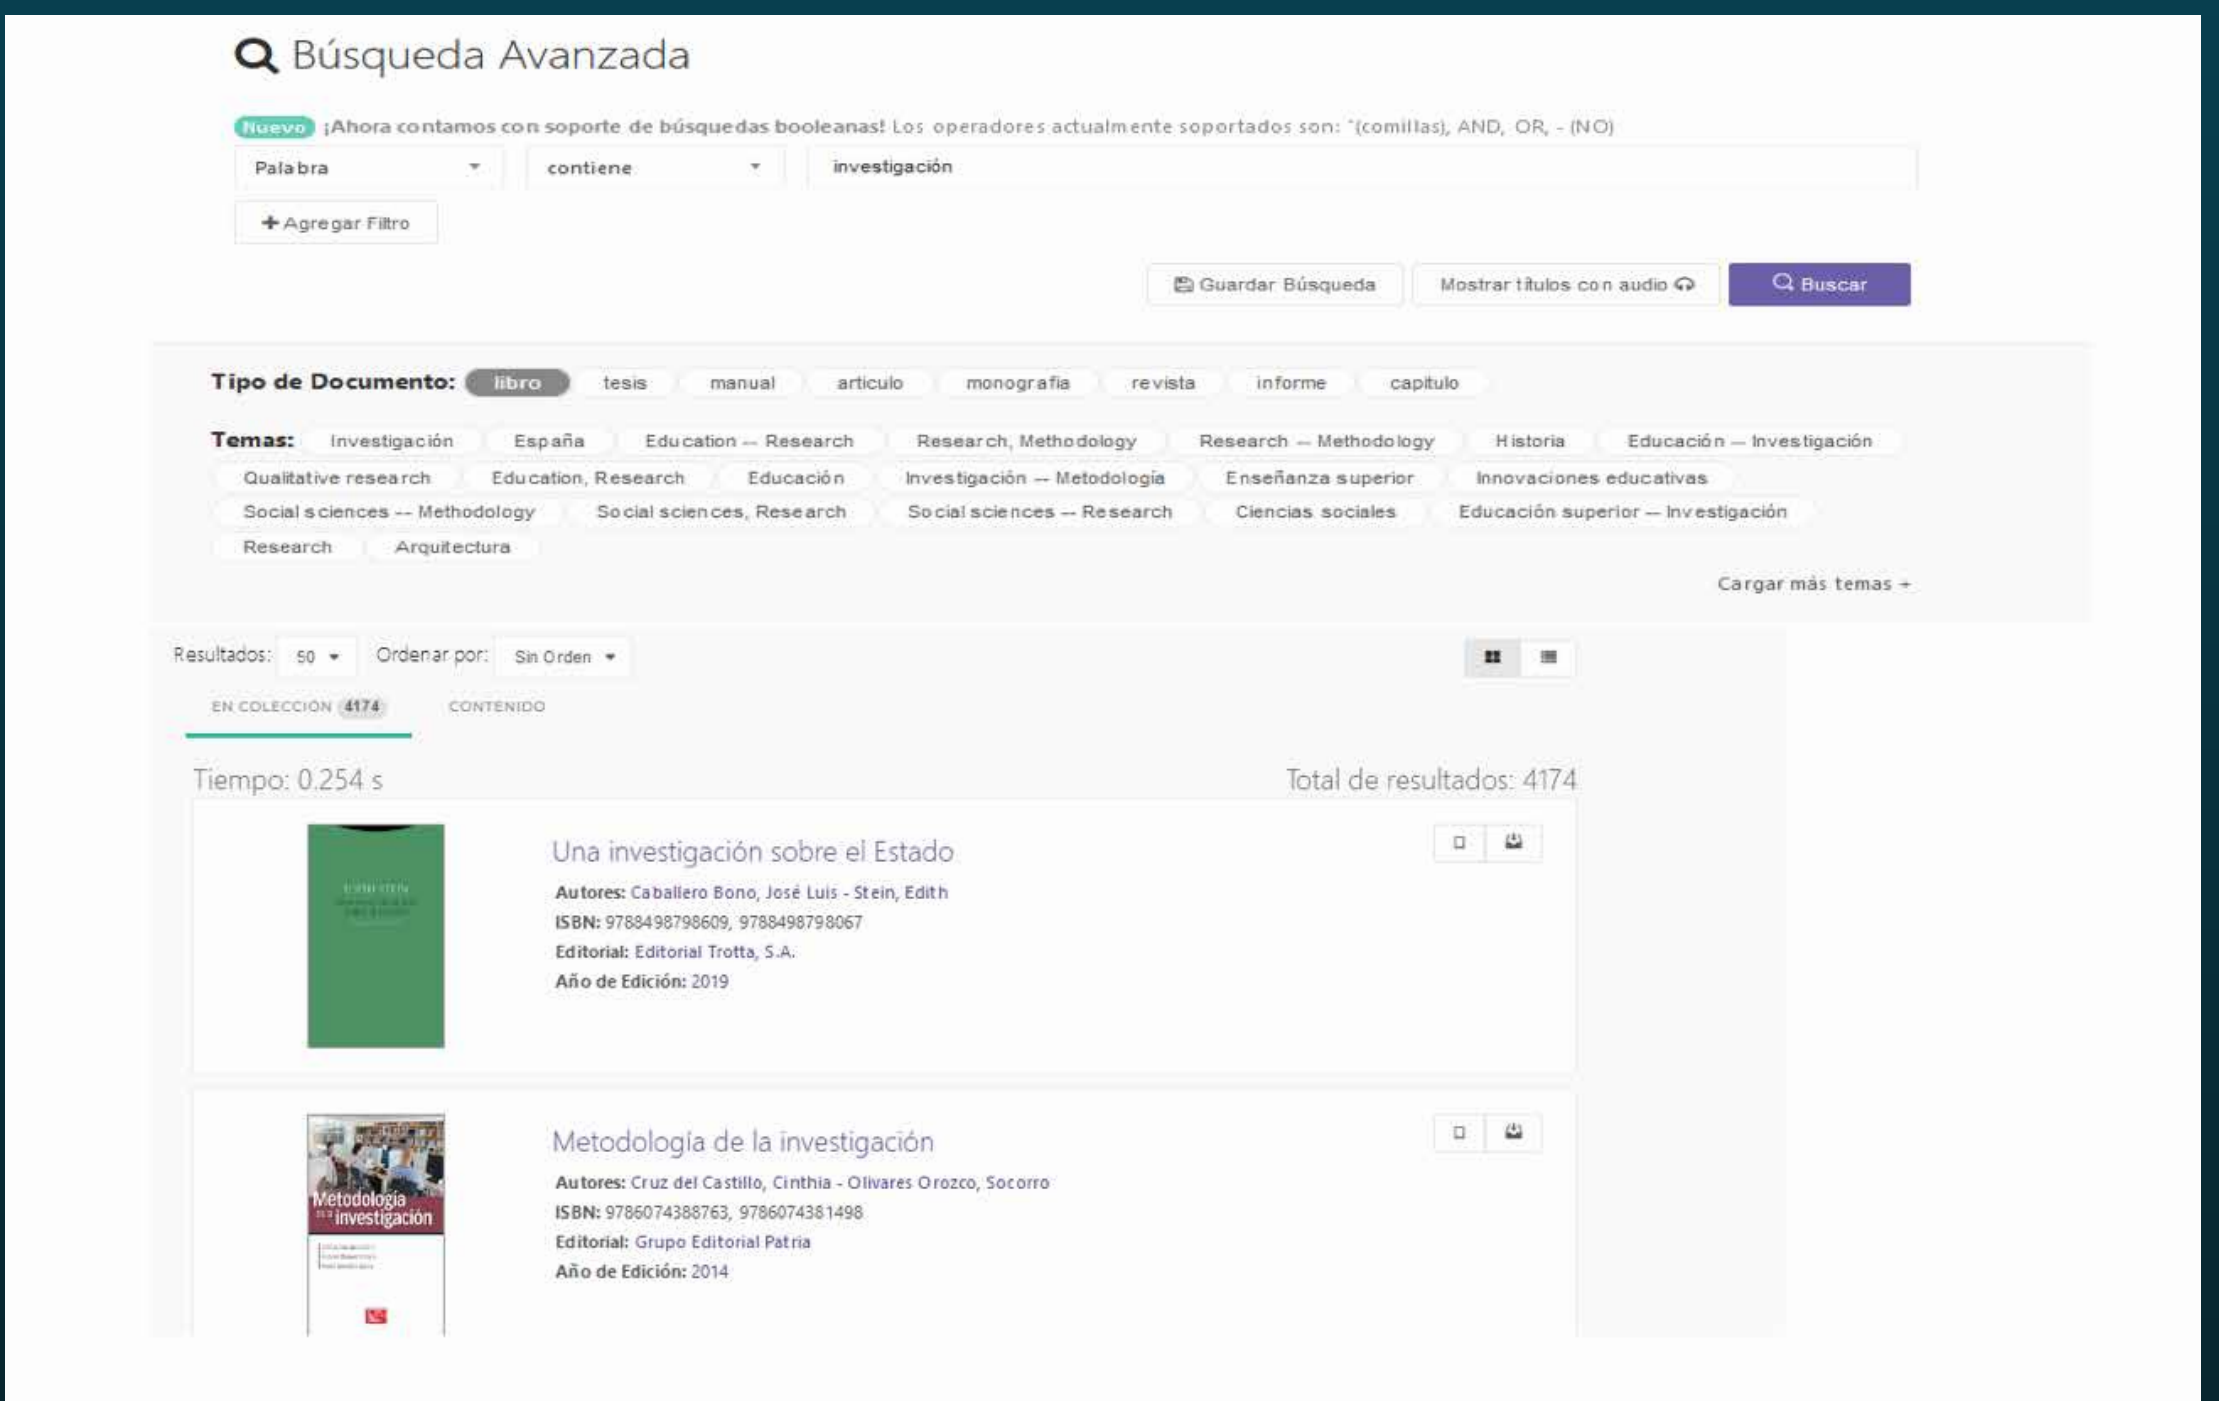 Búsqueda Avanzada
Nuevo ¡Ahora contamos con soporte de búsquedas booleanas! Los operadores actualmente soportados son: "(comillas), AND, OR, - (NO)
Palabra contiene investigación
+ Agregar Filtro
Guardar Búsqueda Mostrar títulos con audio Buscar
Tipo de Documento: libro tesis manual articulo monografia revista informe capitulo
Temas: Investigación España Education -- Research Research, Methodology Research -- Methodology Historia Educación -- Investigación
Qualitative research Education, Research Educación Investigación -- Metodología Enseñanza superior Innovaciones educativas
Social sciences -- Methodology Social sciences, Research Social sciences -- Research Ciencias sociales Educación superior -- Investigación
Research Arquitectura
Cargar más temas +
Resultados: 50 Ordenar por: Sin Orden
EN COLECCIÓN 4174 CONTENIDO
Tiempo: 0.254 s Total de resultados: 4174
Una investigación sobre el Estado
Autores: Caballero Bono, José Luis - Stein, Edith
ISBN: 9788498798609, 9788498798067
Editorial: Editorial Trotta, S.A.
Año de Edición: 2019
Metodología de la investigación
Autores: Cruz del Castillo, Cinthia - Olivares Orozco, Socorro
ISBN: 9786074388763, 9786074381498
Editorial: Grupo Editorial Patria
Año de Edición: 2014
Metodología
de la investigación